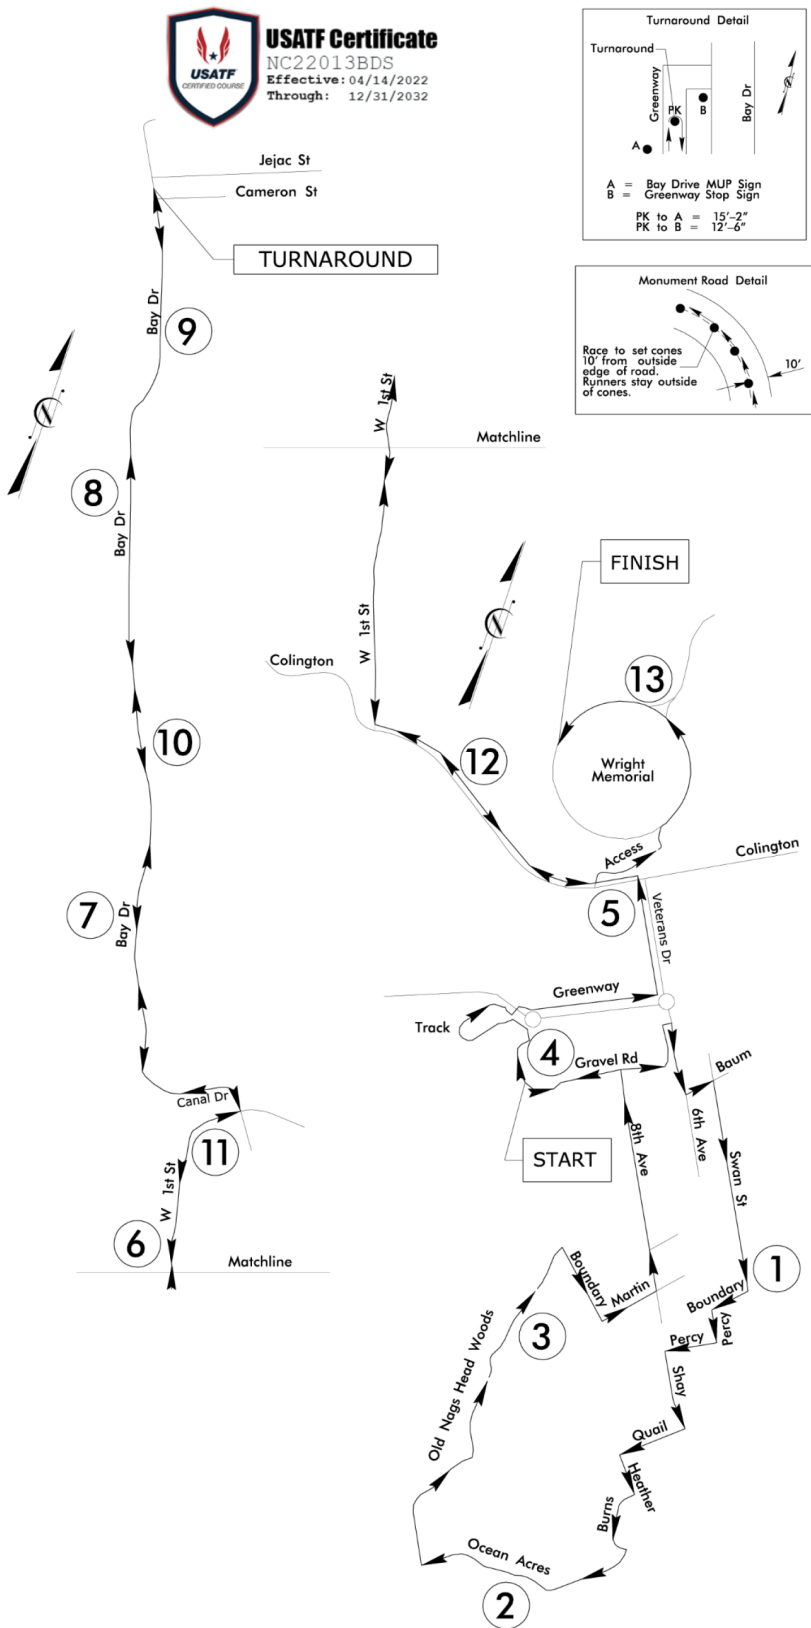 USATF
CERTIFIED COURSE
USATF Certificate
NC22013BDS
Effective: 04/14/2022
Through: 12/31/2032
Turnaround Detail
Turnaround
Greenway
PK
B
A
Bay Dr
N
A = Bay Drive MUP Sign
B = Greenway Stop Sign
PK to A = 15'-2"
PK to B = 12'-6"
Monument Road Detail
Race to set cones
10' from outside
edge of road.
Runners stay outside
of cones.
10'
Jejac St
Cameron St
TURNAROUND
Bay Dr
9
N
8
Bay Dr
10
7
Bay Dr
Canal Dr
11
W 1st St
6
Matchline
W 1st St
Matchline
N
W 1st St
Colington
12
FINISH
13
Wright
Memorial
Access
Colington
5
Veterans Dr
Greenway
Track
4
Gravel Rd
Baum
START
8th Ave
6th Ave
Swan St
1
Boundary
Martin
Boundary
Percy
Percy
3
Old Nags Head Woods
Shay
Quail
Heather
Burns
Ocean Acres
2